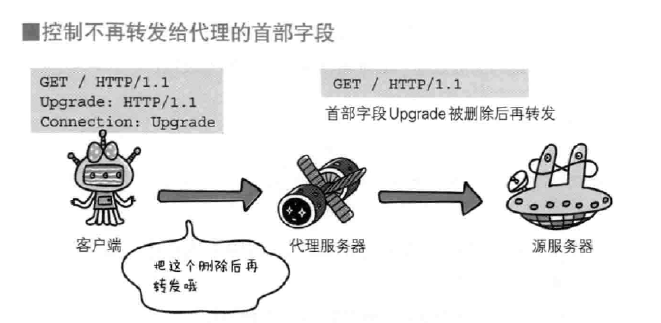 ■控制不再转发给代理的首部字段
GET / HTTP/1.1
Upgrade: HTTP/1.1
Connection: Upgrade
GET / HTTP/1.1
首部字段Upgrade被删除后再转发
客户端
代理服务器
源服务器
把这个删除后再
转发哦